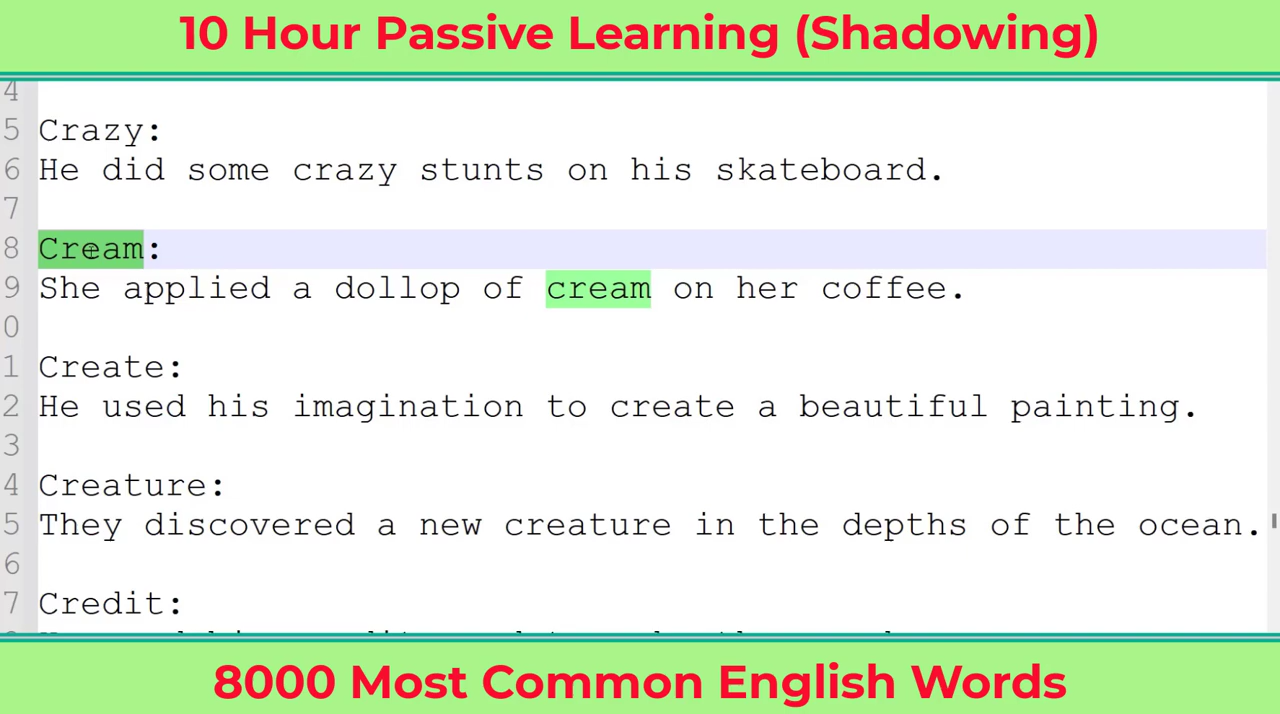 10 Hour Passive Learning (Shadowing)
4
5 Crazy:
6 He did some crazy stunts on his skateboard.
7
8 Cream:
9 She applied a dollop of cream on her coffee.
0
1 Create:
2 He used his imagination to create a beautiful painting.
3
4 Creature:
5 They discovered a new creature in the depths of the ocean.
6
7 Credit:
8000 Most Common English Words